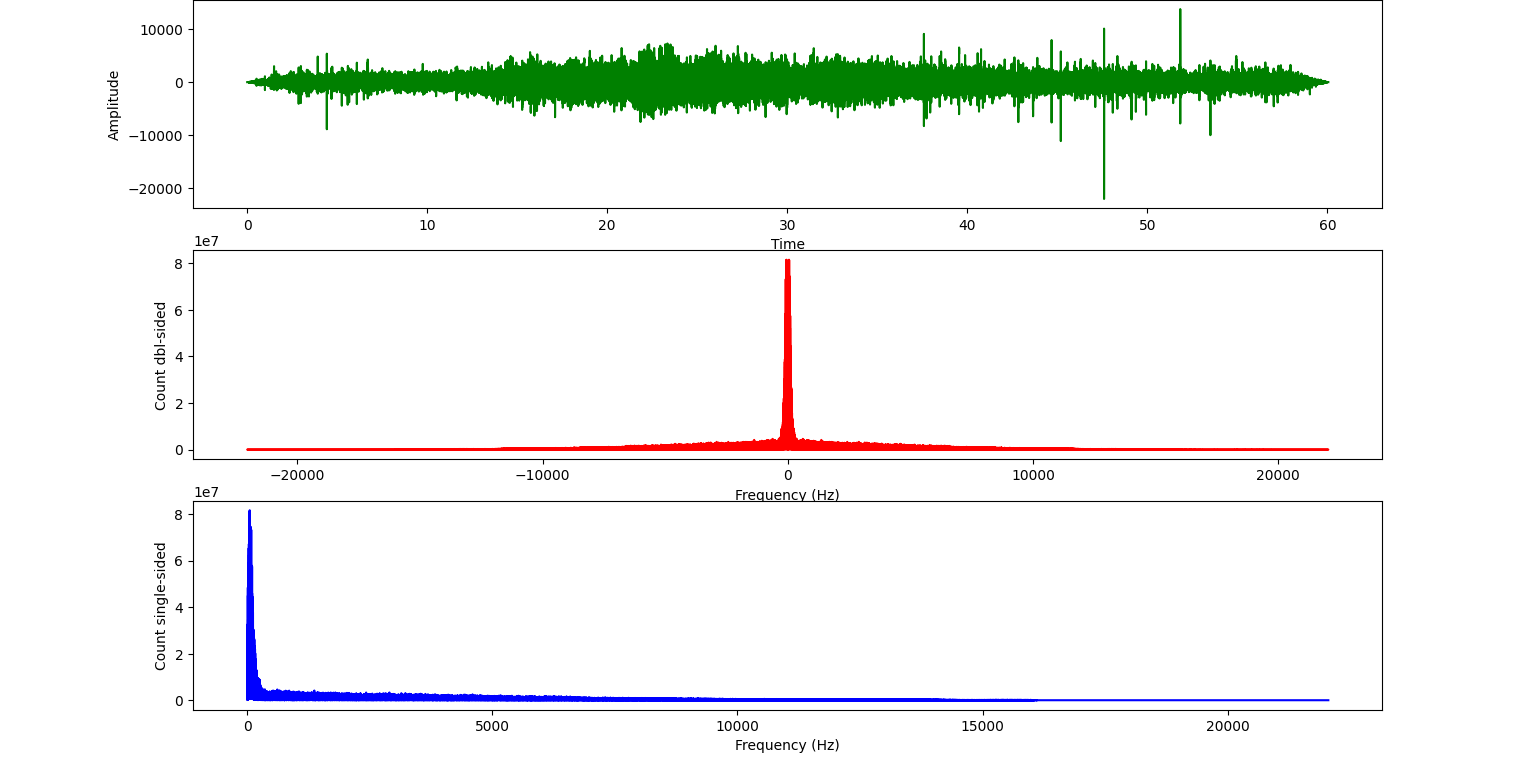 10000
0
−10000
−20000
Amplitude
0 10 20 30 40 50 60
Time
1e7
8
6
4
2
0
Count dbl-sided
−20000 −10000 0 10000 20000
Frequency (Hz)
1e7
8
6
4
2
0
Count single-sided
0 5000 10000 15000 20000
Frequency (Hz)